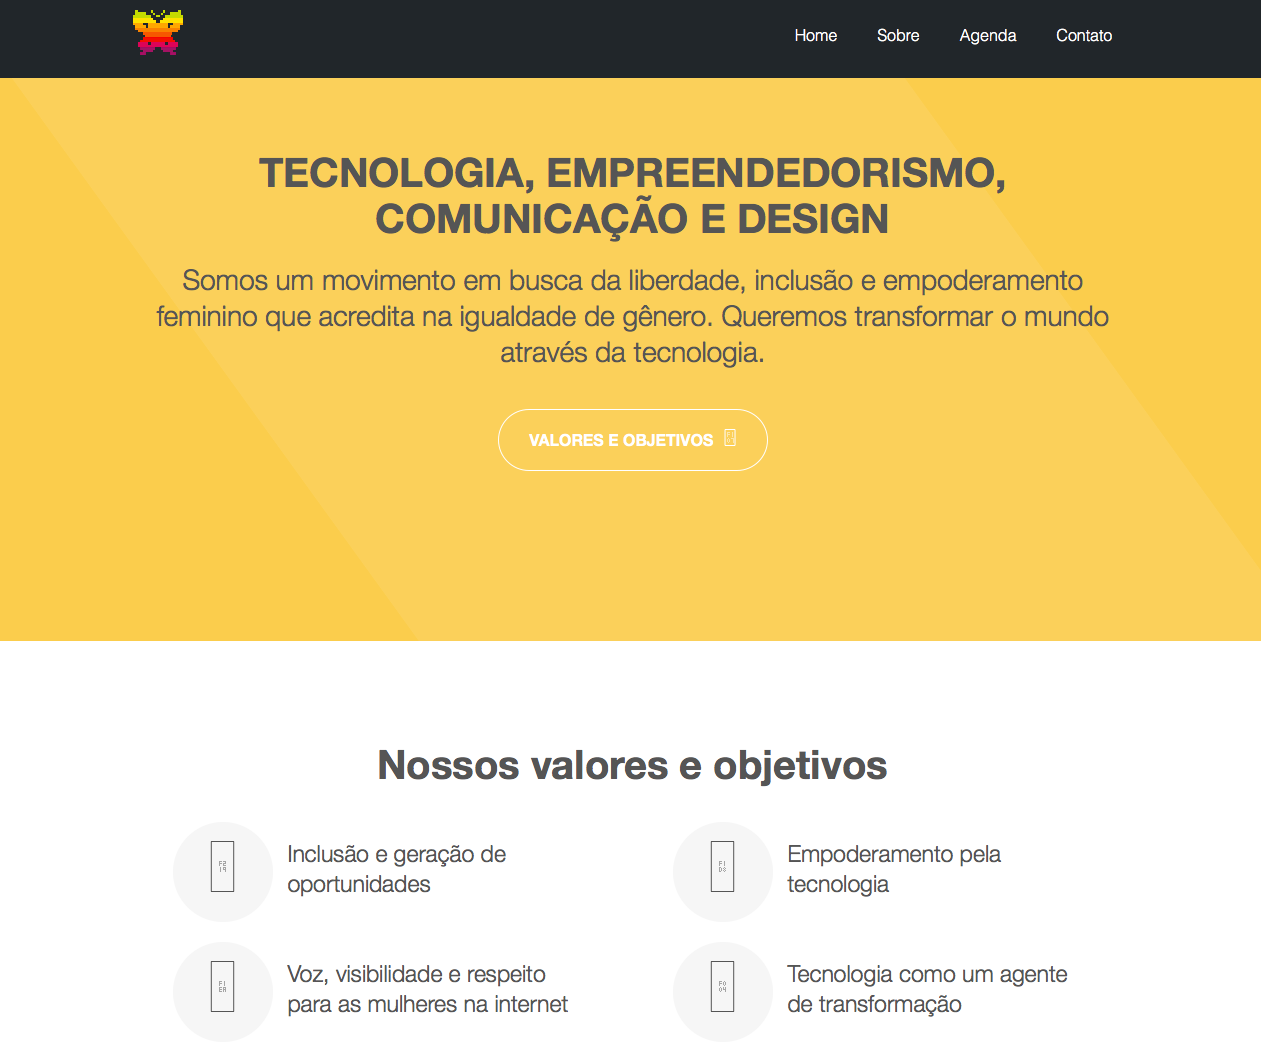 Home Sobre Agenda Contato
TECNOLOGIA, EMPREENDEDORISMO,
COMUNICAÇÃO E DESIGN
Somos um movimento em busca da liberdade, inclusão e empoderamento
feminino que acredita na igualdade de gênero. Queremos transformar o mundo
através da tecnologia.
VALORES E OBJETIVOS
Nossos valores e objetivos
Inclusão e geração de
oportunidades
Empoderamento pela
tecnologia
Voz, visibilidade e respeito
para as mulheres na internet
Tecnologia como um agente
de transformação